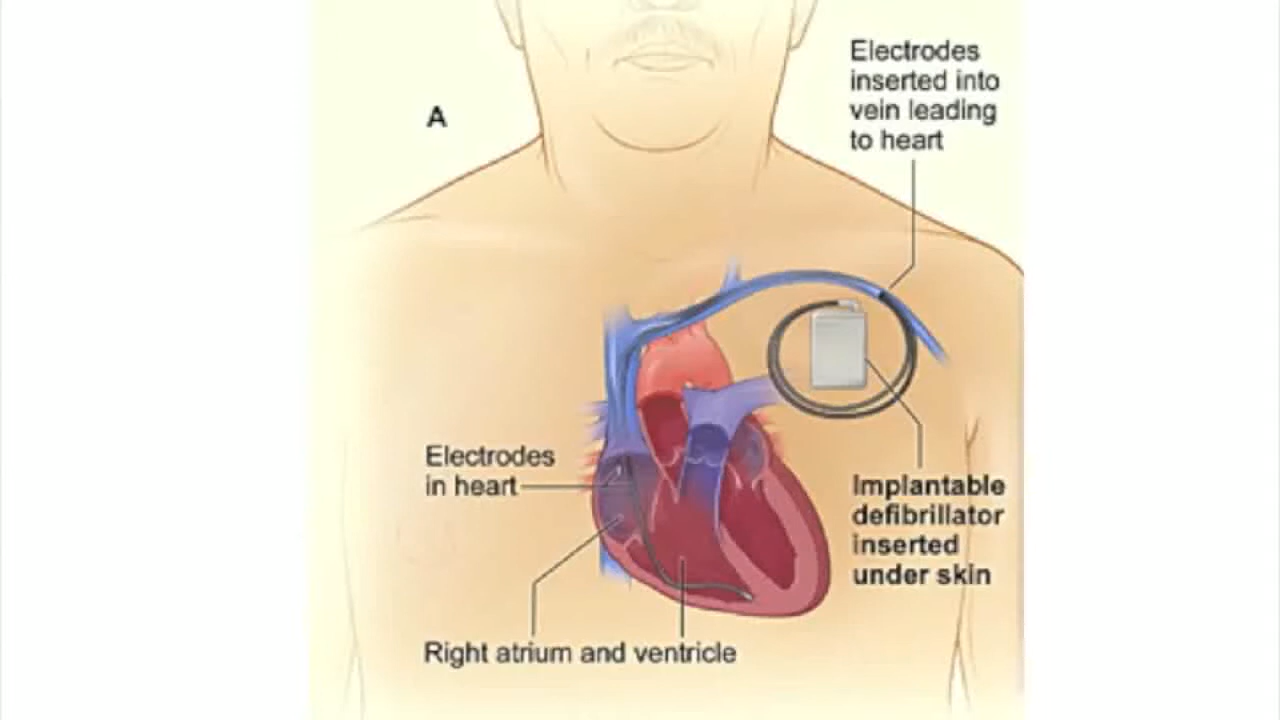 A
Electrodes
inserted into
vein leading
to heart
Electrodes
in heart
Implantable
defibrillator
inserted
under skin
Right atrium and ventricle